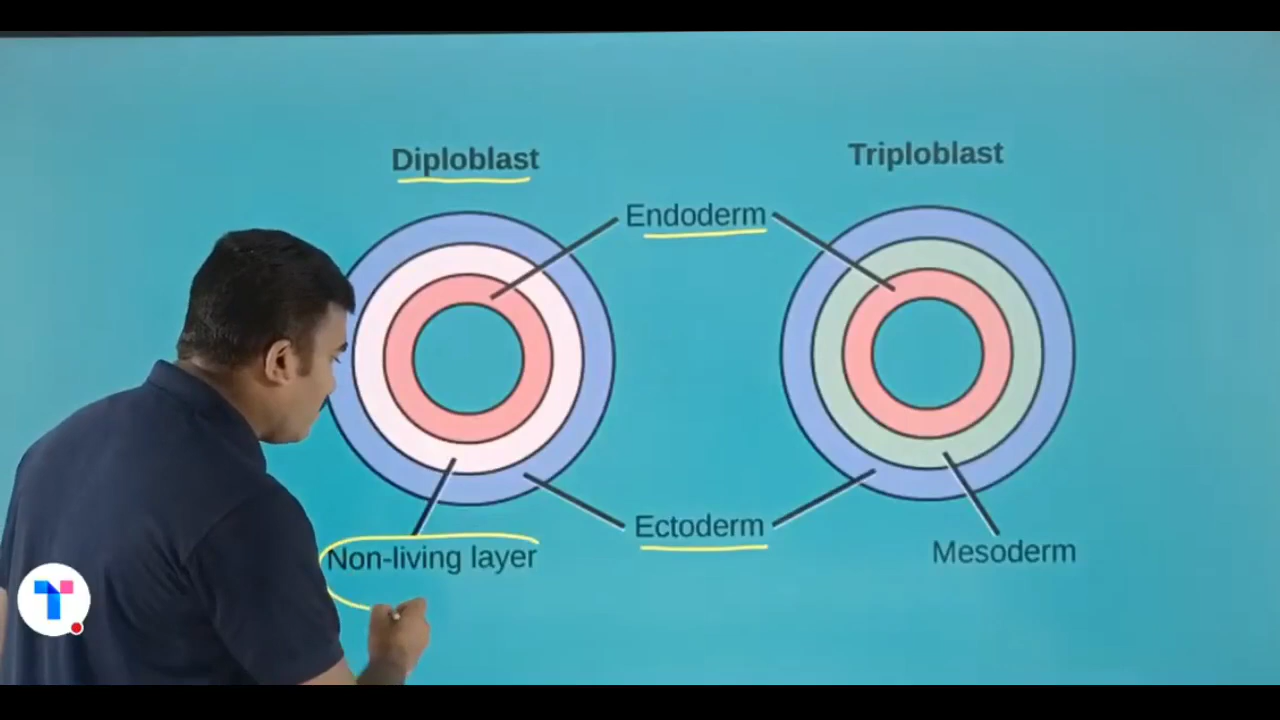 Diploblast
Triploblast
Endoderm
Ectoderm
Non-living layer
Mesoderm
T